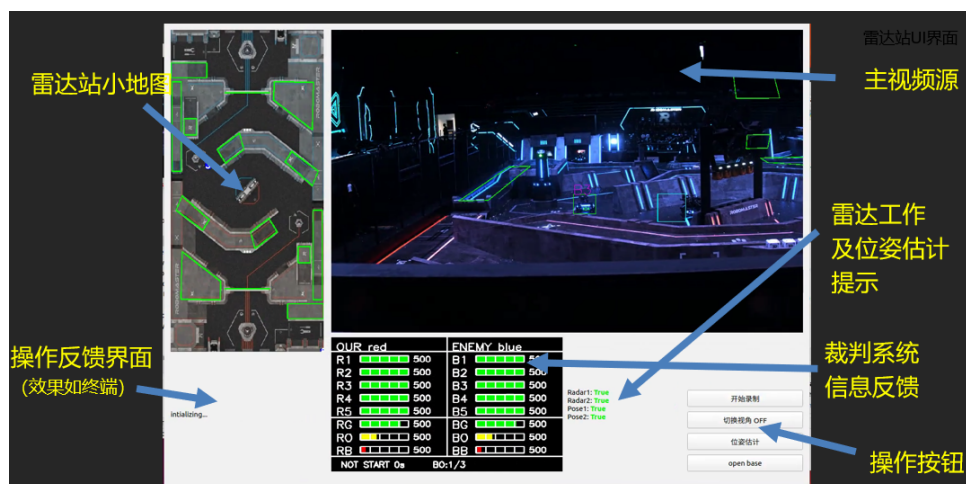 雷达站UI界面
雷达站小地图
主视频源
雷达工作
及位姿估计
提示
操作反馈界面
(效果如终端)
intializing...
OUR red
ENEMY blue
R1 500
B1 500
R2 500
B2 500
R3 500
B3 500
R4 500
B4 500
R5 500
B5 500
RG 500
BG 500
RO 500
BO 500
RB 500
BB 500
NOT START 0s BO:1/3
Radar1: True
Radar2: True
Pose1: True
Pose2: True
裁判系统
信息反馈
开始录制
切换视角 OFF
位姿估计
open base
操作按钮